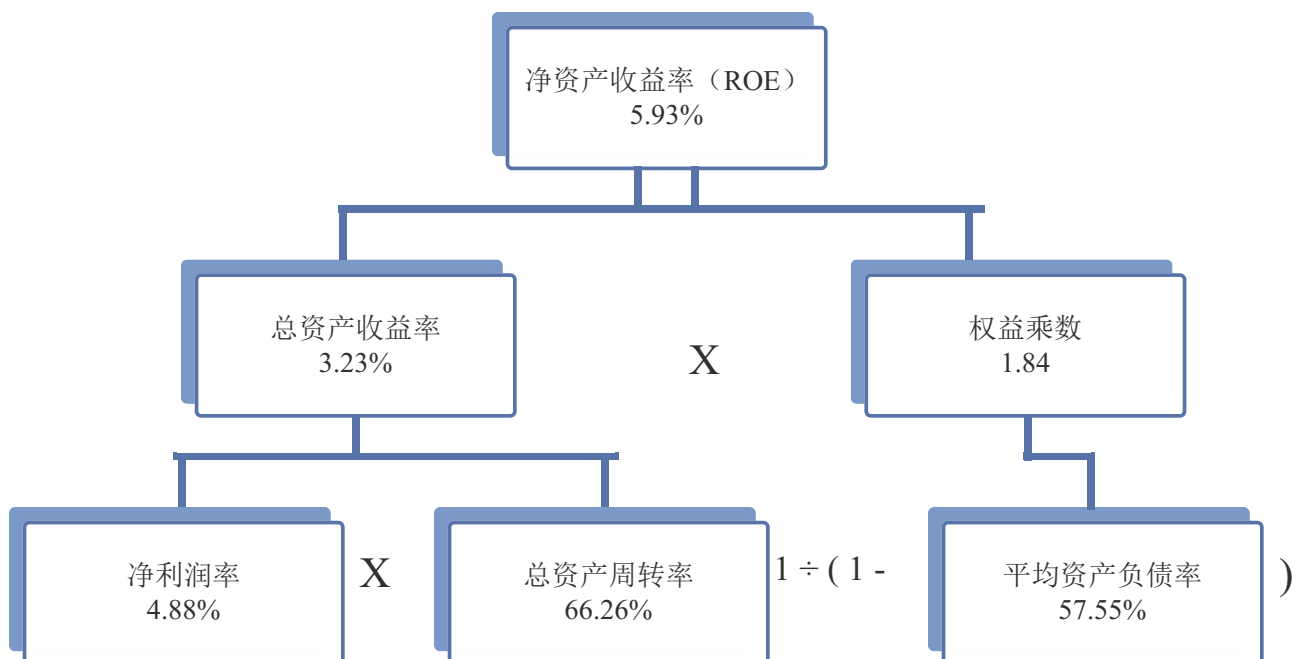 净资产收益率（ROE）
5.93%
总资产收益率
3.23%
X
权益乘数
1.84
净利润率
4.88%
X
总资产周转率
66.26%
1 ÷ ( 1 -
平均资产负债率
57.55%
)